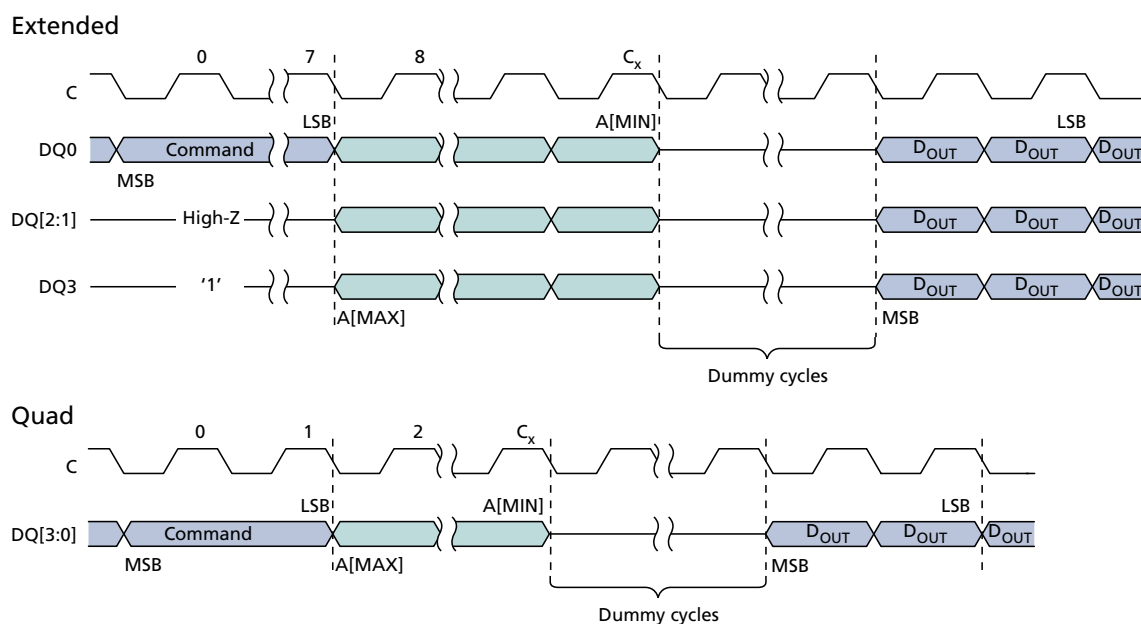 Extended
0 7 8 Cx
C
LSB A[MIN] LSB
DQ0 Command DOUT DOUT DOUT
MSB
DQ[2:1] High-Z DOUT DOUT DOUT
DQ3 '1' DOUT DOUT DOUT
A[MAX] MSB
Dummy cycles
Quad
0 1 2 Cx
C
LSB A[MIN] LSB
DQ[3:0] Command DOUT DOUT DOUT
MSB A[MAX] MSB
Dummy cycles